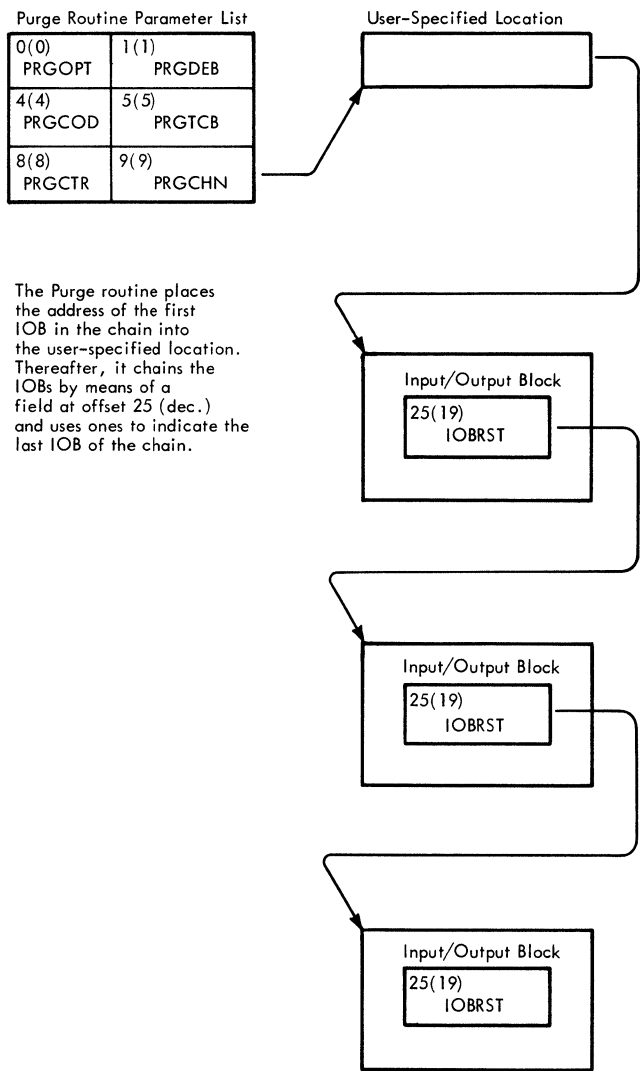 Purge Routine Parameter List
User-Specified Location
0(0) 1(1)
PRGOPT PRGDEB
4(4) 5(5)
PRGCOD PRGTCB
8(8) 9(9)
PRGCTR PRGCHN
The Purge routine places
the address of the first
IOB in the chain into
the user-specified location.
Thereafter, it chains the
IOBs by means of a
field at offset 25 (dec.)
and uses ones to indicate the
last IOB of the chain.
Input/Output Block
25(19)
IOBRST
Input/Output Block
25(19)
IOBRST
Input/Output Block
25(19)
IOBRST